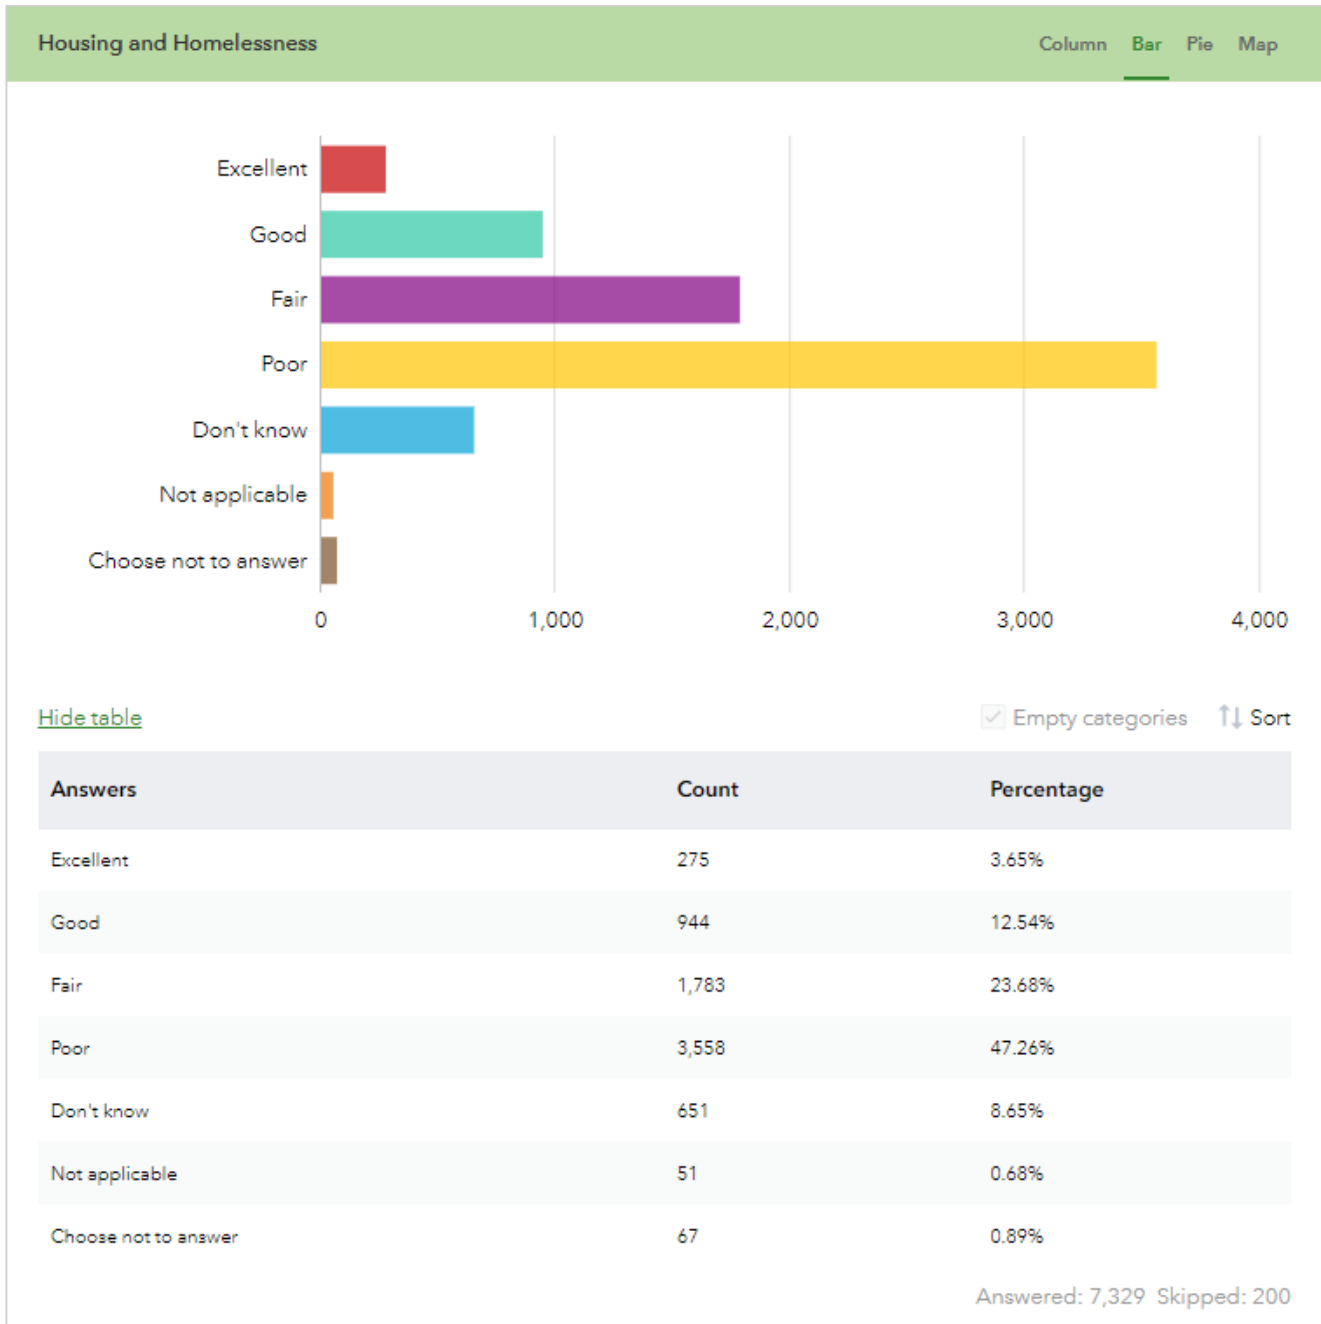 Housing and Homelessness Column Bar Pie Map
Excellent
Good
Fair
Poor
Don't know
Not applicable
Choose not to answer
0 1,000 2,000 3,000 4,000
Hide table Empty categories Sort
Answers Count Percentage
Excellent 275 3.65%
Good 944 12.54%
Fair 1,783 23.68%
Poor 3,558 47.26%
Don't know 651 8.65%
Not applicable 51 0.68%
Choose not to answer 67 0.89%
Answered: 7,329 Skipped: 200